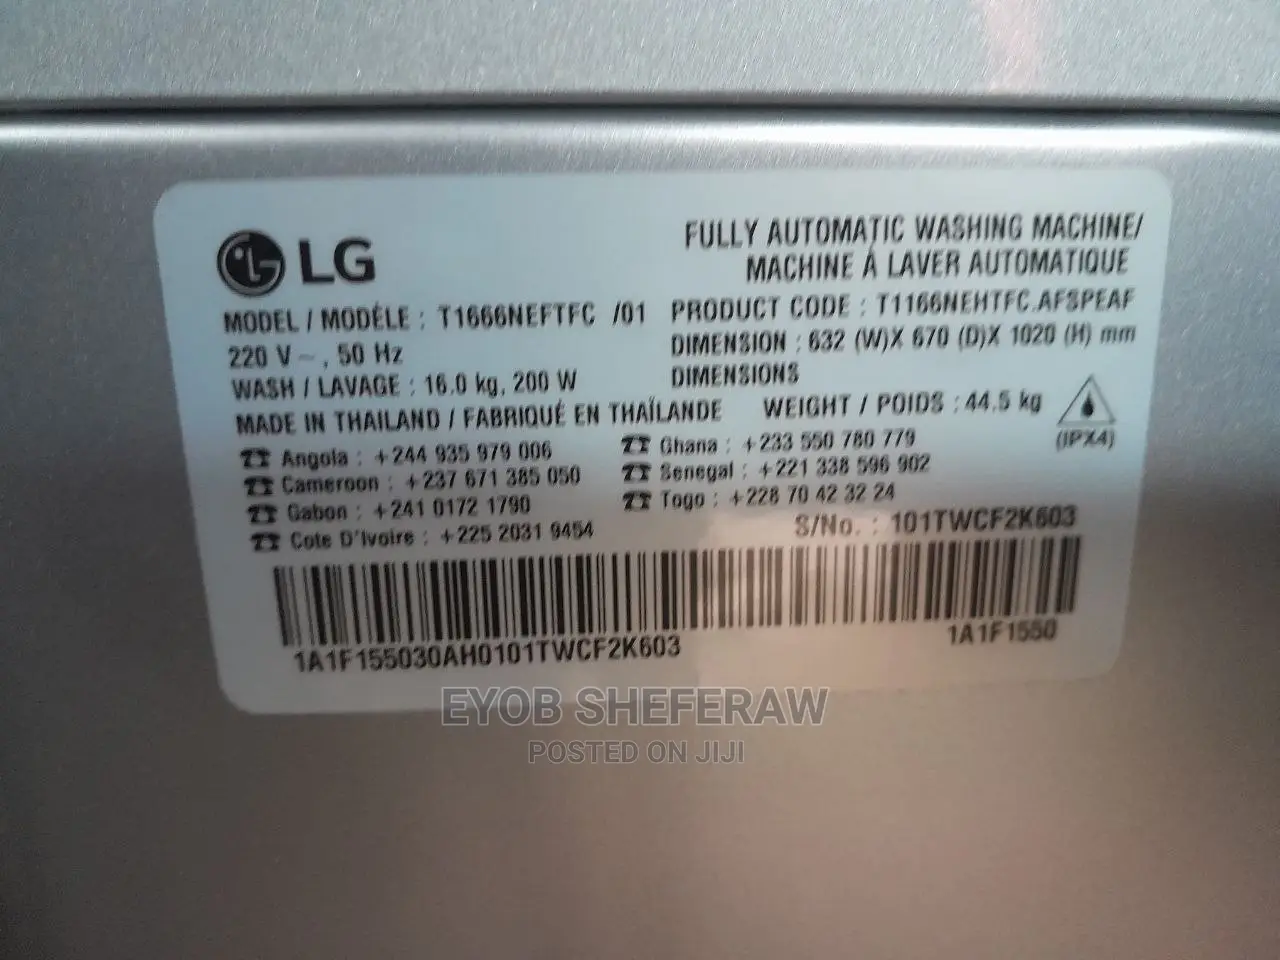 LG
FULLY AUTOMATIC WASHING MACHINE/
MACHINE À LAVER AUTOMATIQUE
MODEL / MODÈLE : T1666NEFTFC /01
PRODUCT CODE : T1166NEHTFC.AFSPEAF
220 V ~ , 50 Hz
DIMENSION : 632 (W)X 670 (D)X 1020 (H) mm
WASH / LAVAGE : 16.0 kg, 200 W
DIMENSIONS
MADE IN THAILAND / FABRIQUÉ EN THAÏLANDE
WEIGHT / POIDS : 44.5 kg
(IPX4)
Angola : +244 935 979 006
Cameroon : +237 671 385 050
Gabon : +241 0172 1790
Cote D'Ivoire : +225 2031 9454
Ghana : +233 550 780 779
Senegal : +221 338 596 902
Togo : +228 70 42 32 24
S/No. : 101TWCF2K603
1A1F155030AH0101TWCF2K603
1A1F1550
EYOB SHEFERAW
POSTED ON JIJI